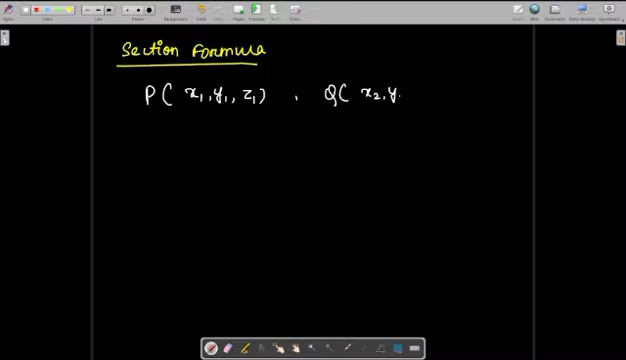 Section Formula
P( x₁, y₁, z₁) , Q( x₂, y